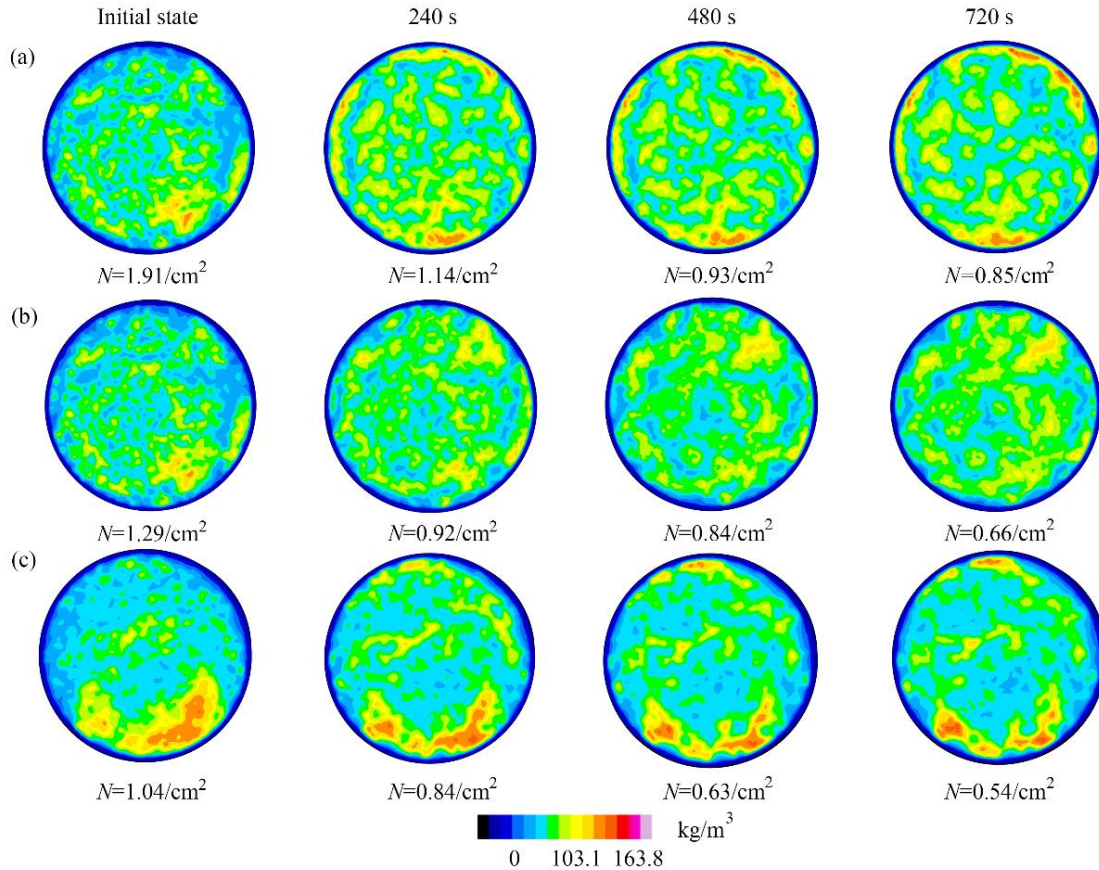 Initial state 240 s 480 s 720 s
(a)
N=1.91/cm² N=1.14/cm² N=0.93/cm² N=0.85/cm²
(b)
N=1.29/cm² N=0.92/cm² N=0.84/cm² N=0.66/cm²
(c)
N=1.04/cm² N=0.84/cm² N=0.63/cm² N=0.54/cm²
kg/m³
0 103.1 163.8